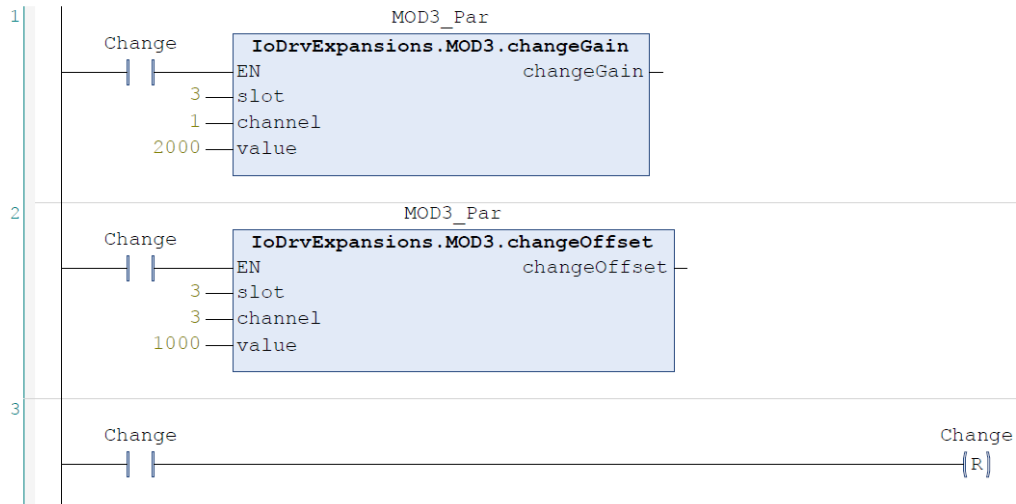 1
MOD3_Par
Change
IoDrvExpansions.MOD3.changeGain
EN changeGain
3 slot
1 channel
2000 value
2
MOD3_Par
Change
IoDrvExpansions.MOD3.changeOffset
EN changeOffset
3 slot
3 channel
1000 value
3
Change Change
R